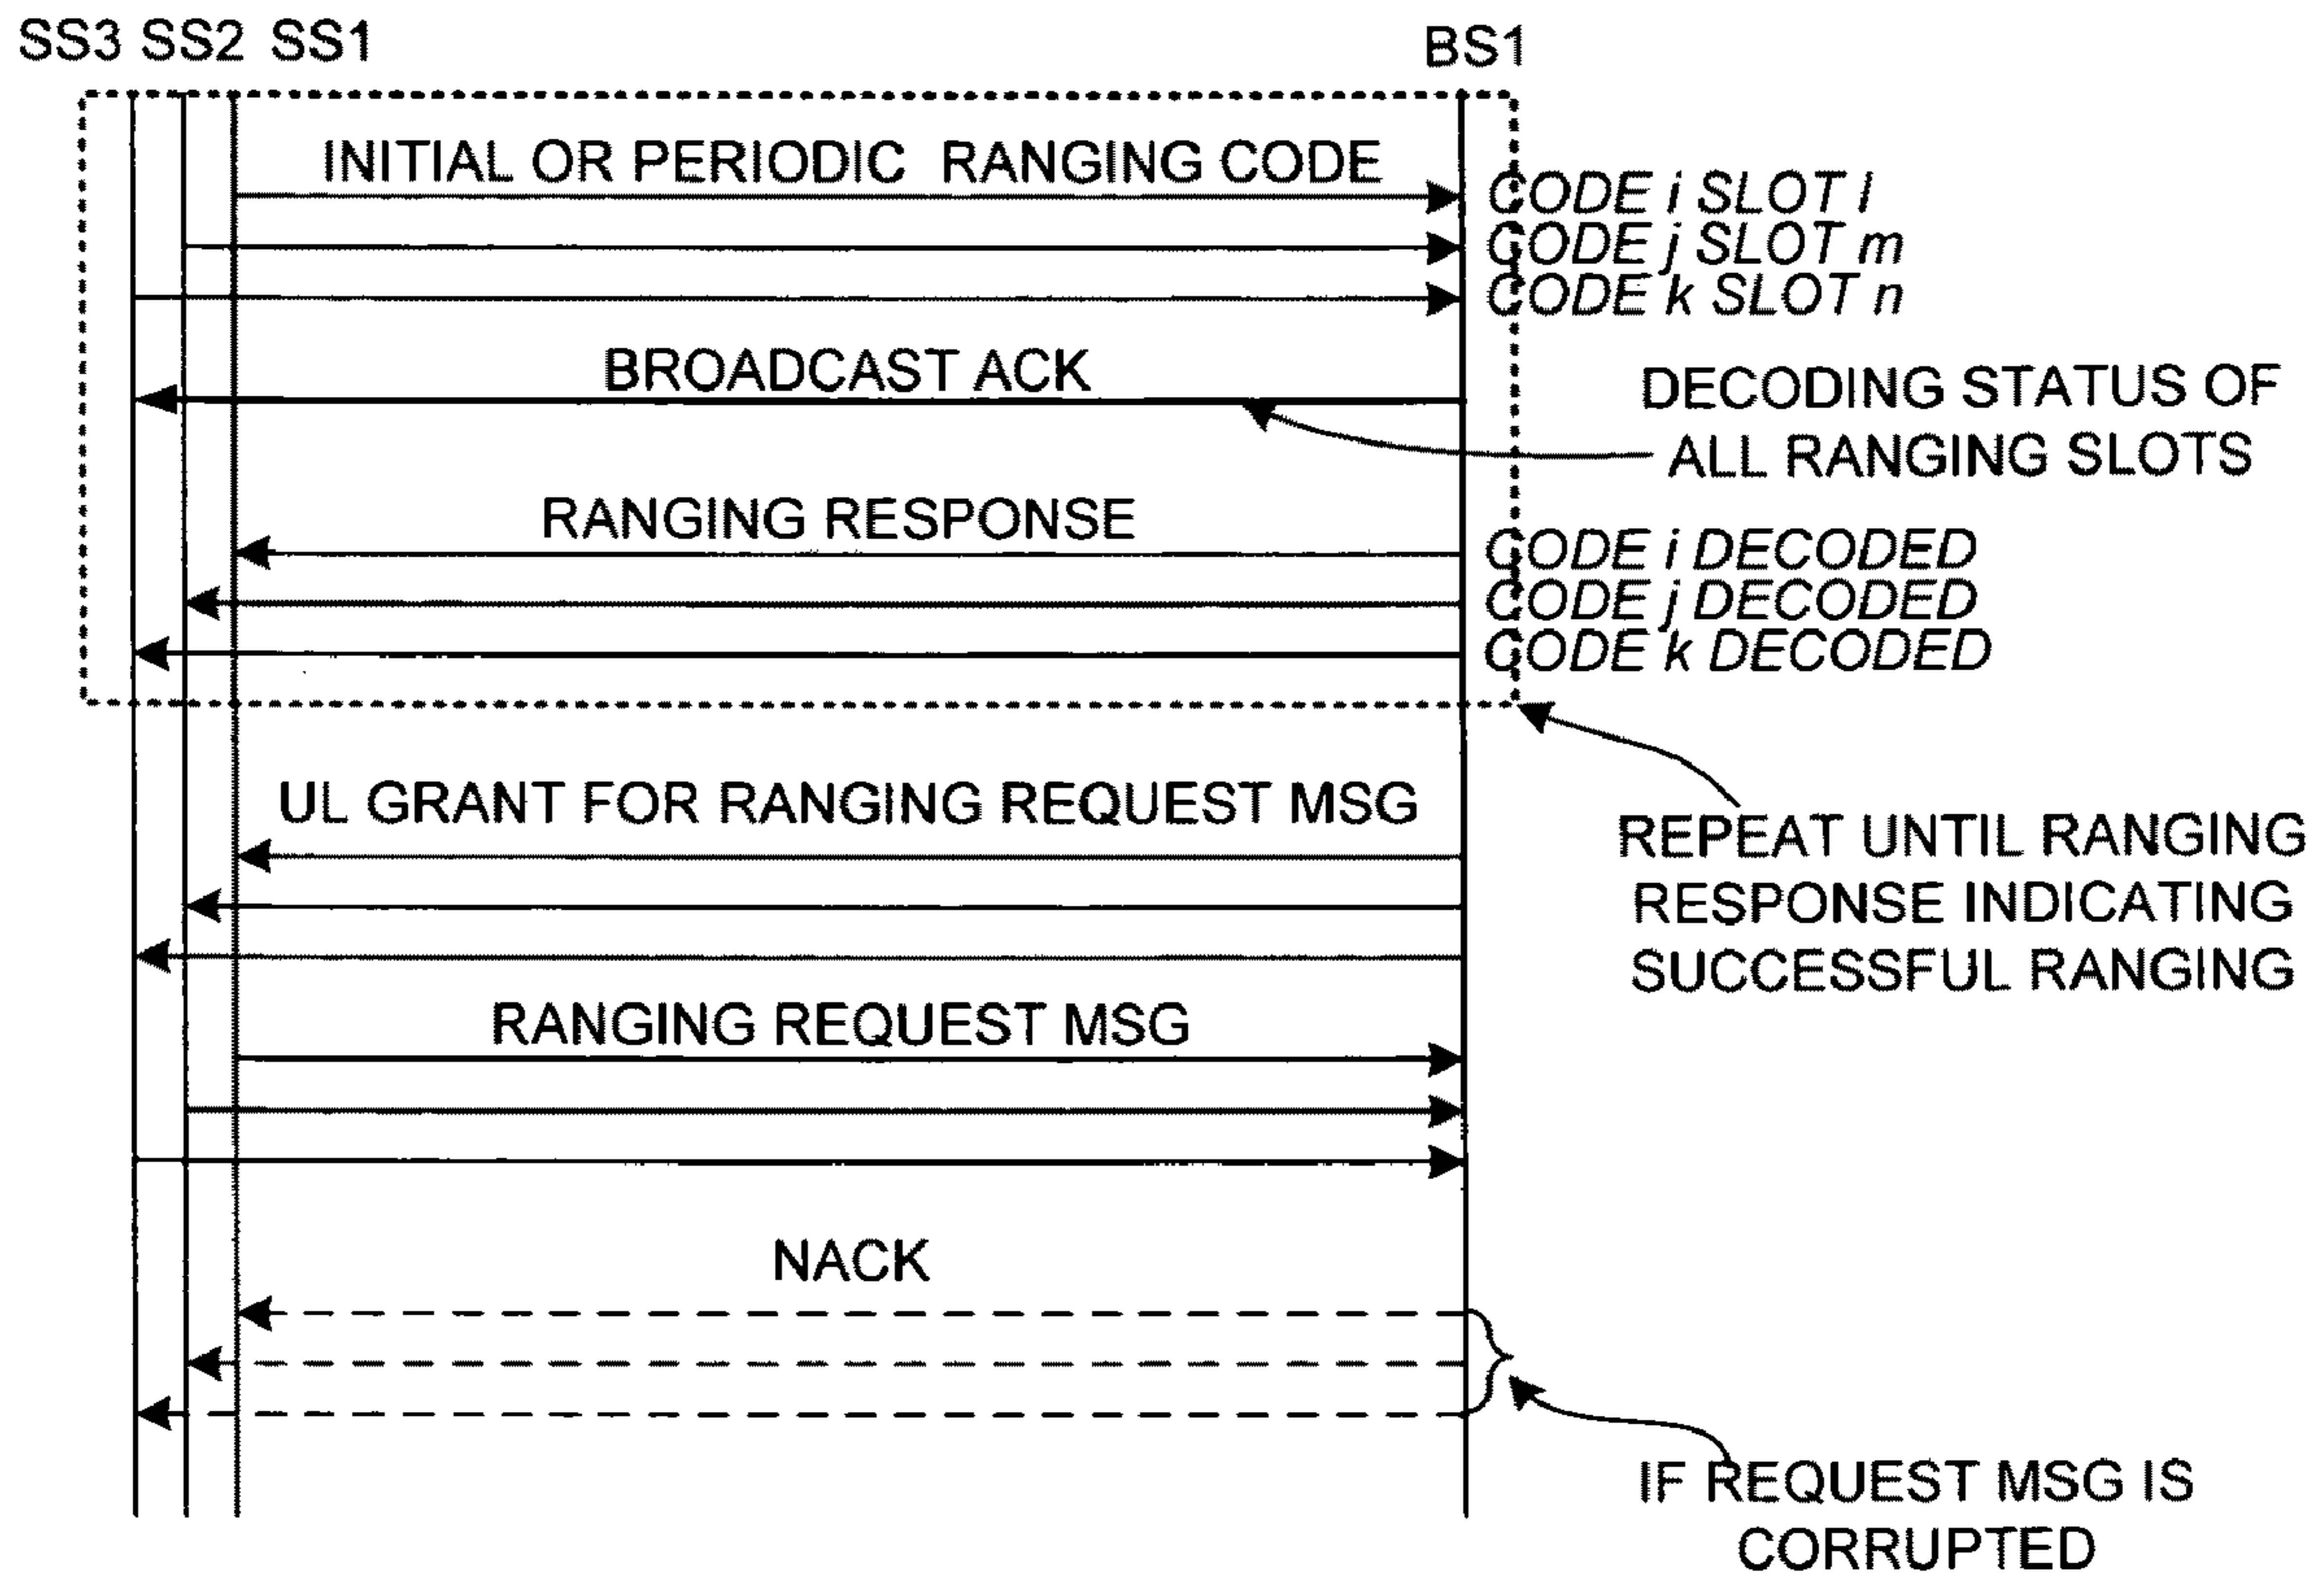 SS3 SS2 SS1 BS1
INITIAL OR PERIODIC RANGING CODE
CODE i SLOT l
CODE j SLOT m
CODE k SLOT n
BROADCAST ACK
DECODING STATUS OF
ALL RANGING SLOTS
RANGING RESPONSE
CODE i DECODED
CODE j DECODED
CODE k DECODED
UL GRANT FOR RANGING REQUEST MSG
REPEAT UNTIL RANGING
RESPONSE INDICATING
SUCCESSFUL RANGING
RANGING REQUEST MSG
NACK
IF REQUEST MSG IS
CORRUPTED